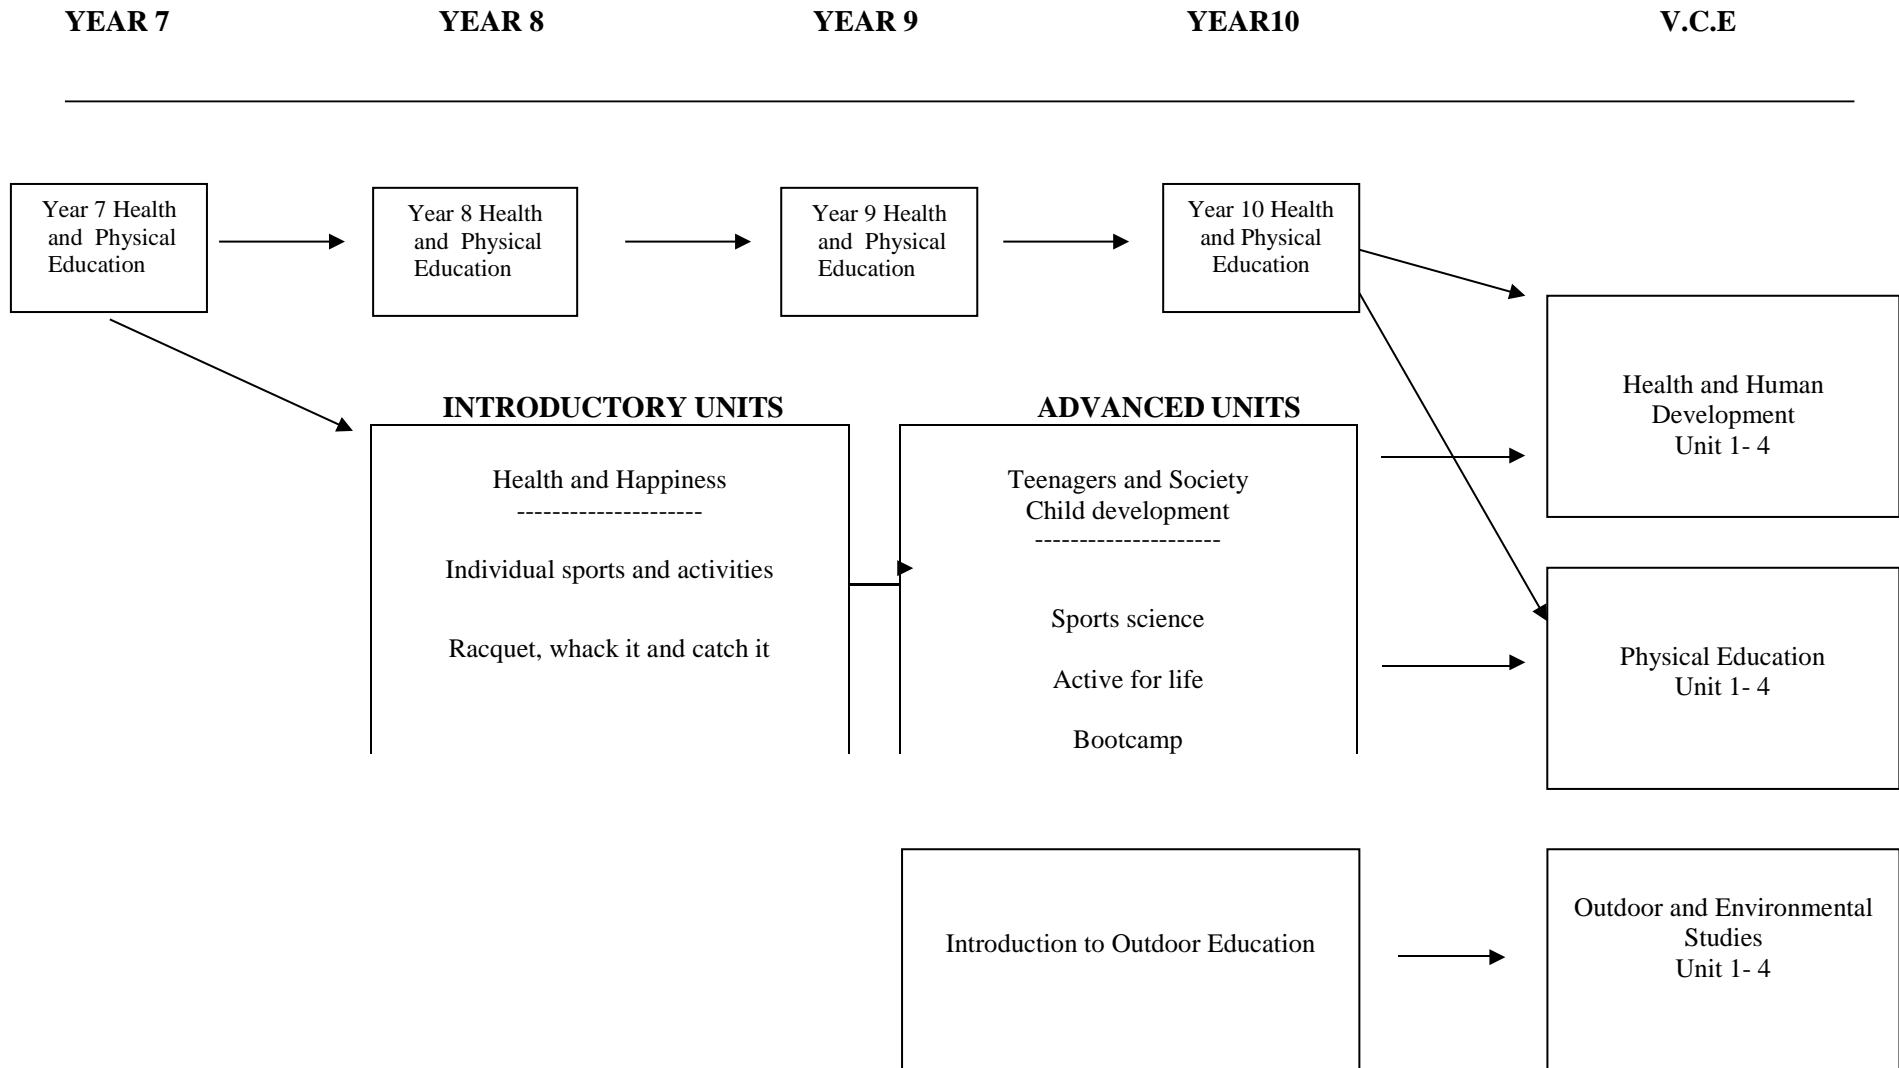 YEAR 7 YEAR 8 YEAR 9 YEAR10 V.C.E
Year 7 Health
and Physical
Education
Year 8 Health
and Physical
Education
Year 9 Health
and Physical
Education
Year 10 Health
and Physical
Education
Health and Human
Development
Unit 1- 4
INTRODUCTORY UNITS
Health and Happiness
---------------------
Individual sports and activities
Racquet, whack it and catch it
ADVANCED UNITS
Teenagers and Society
Child development
---------------------
Sports science
Active for life
Bootcamp
Physical Education
Unit 1- 4
Introduction to Outdoor Education
Outdoor and Environmental
Studies
Unit 1- 4